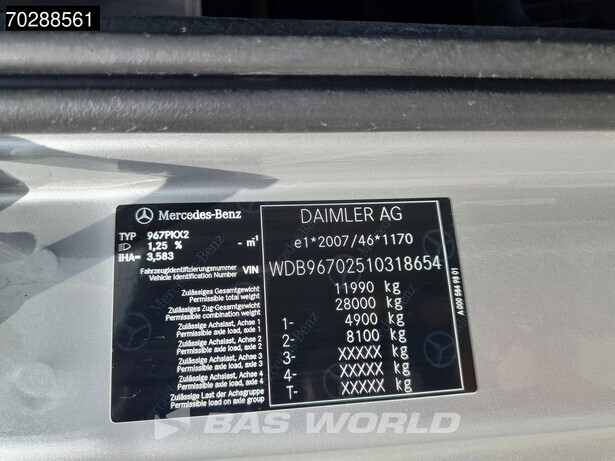 70288561
Mercedes-Benz
TYP 967PKX2
1,25 % - m⁻¹
iHA= 3,583
Fahrzeugidentifizierungsnummer
Vehicle Identification Number VIN
Zulässiges Gesamtgewicht
Permissible total weight
Zulässiges Zug-Gesamtgewicht
Permissible combination weight
Zulässige Achslast, Achse 1
Permissible axle load, axle 1
Zulässige Achslast, Achse 2
Permissible axle load, axle 2
Zulässige Achslast, Achse 3
Permissible axle load, axle 3
Zulässige Achslast, Achse 4
Permissible axle load, axle 4
Zulässige Last der Achsgruppe
Permissible load on axle group
DAIMLER AG
e1*2007/46*1170
WDB96702510318654
11990 kg
28000 kg
1- 4900 kg
2- 8100 kg
3- XXXXX kg
4- XXXXX kg
T- XXXXX kg
A 000 586 98 01
BAS WORLD